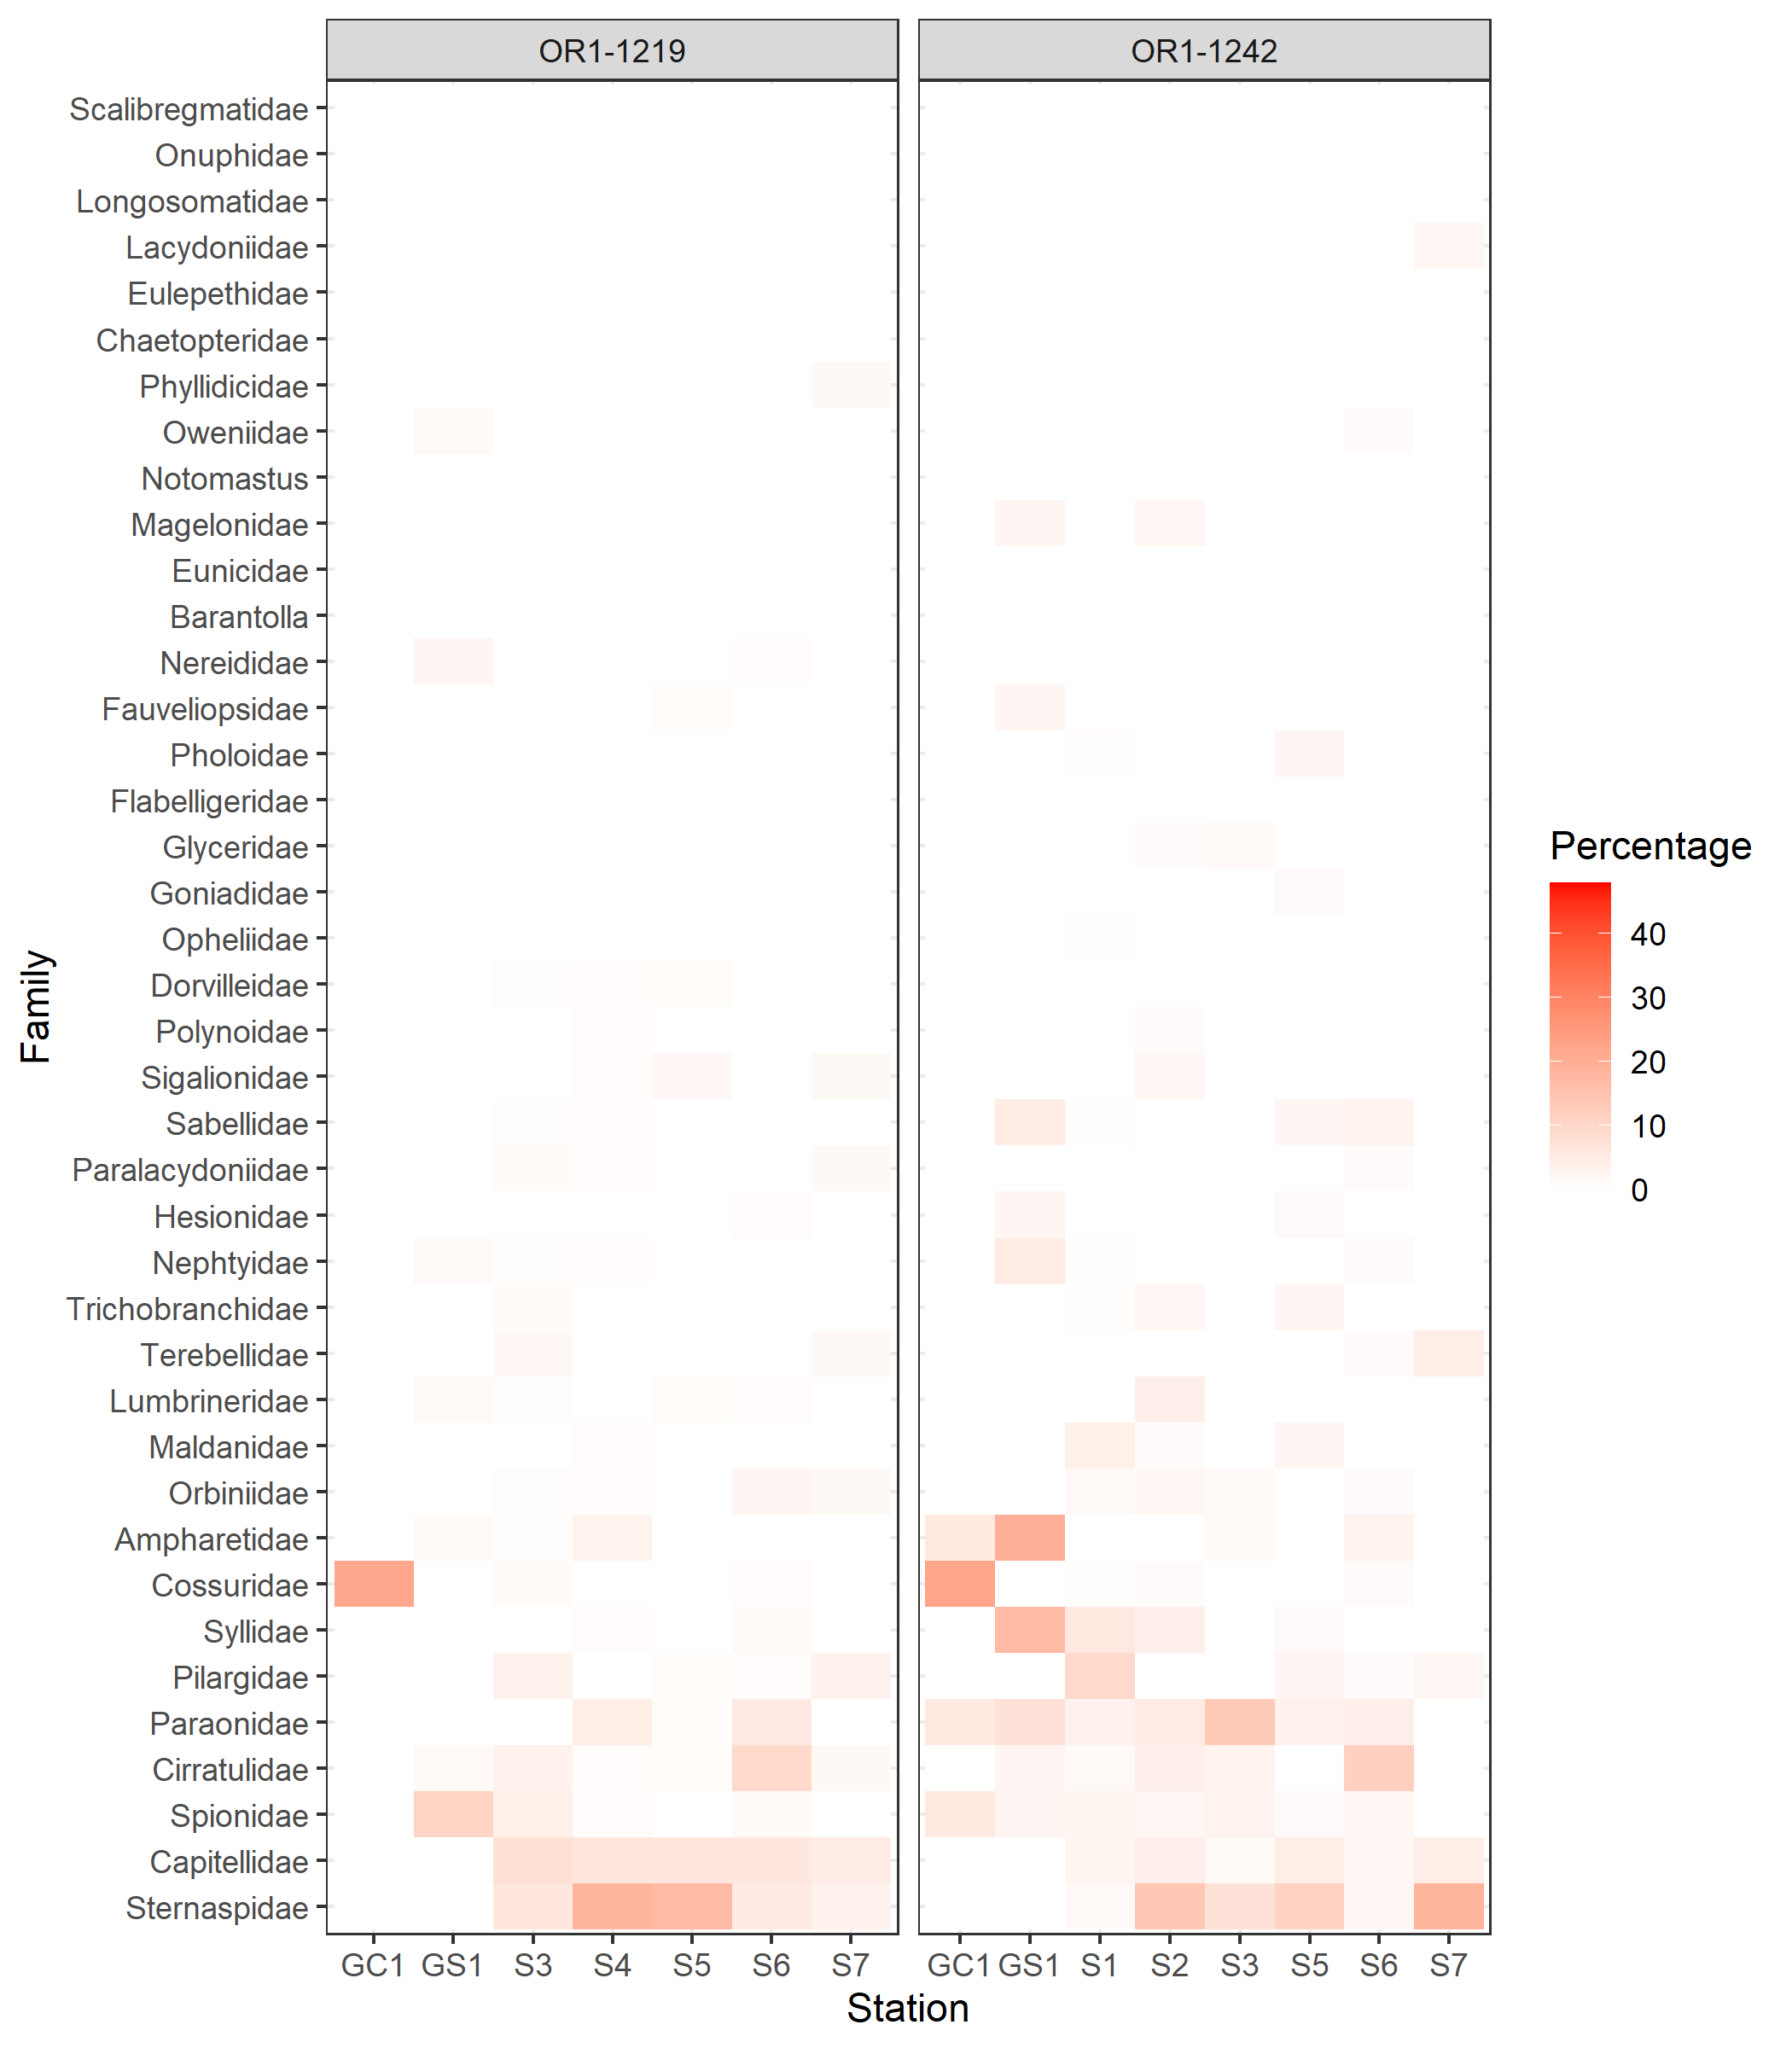 OR1-1219
OR1-1242
Scalibregmatidae
Onuphidae
Longosomatidae
Lacydoniidae
Eulepethidae
Chaetopteridae
Phyllidicidae
Oweniidae
Notomastus
Magelonidae
Eunicidae
Barantolla
Nereididae
Fauveliopsidae
Pholoidae
Flabelligeridae
Glyceridae
Goniadidae
Opheliidae
Dorvilleidae
Polynoidae
Sigalionidae
Sabellidae
Paralacydoniidae
Hesionidae
Nephtyidae
Trichobranchidae
Terebellidae
Lumbrineridae
Maldanidae
Orbiniidae
Ampharetidae
Cossuridae
Syllidae
Pilargidae
Paraonidae
Cirratulidae
Spionidae
Capitellidae
Sternaspidae
Family
GC1 GS1 S3 S4 S5 S6 S7
GC1 GS1 S1 S2 S3 S5 S6 S7
Station
Percentage
40
30
20
10
0